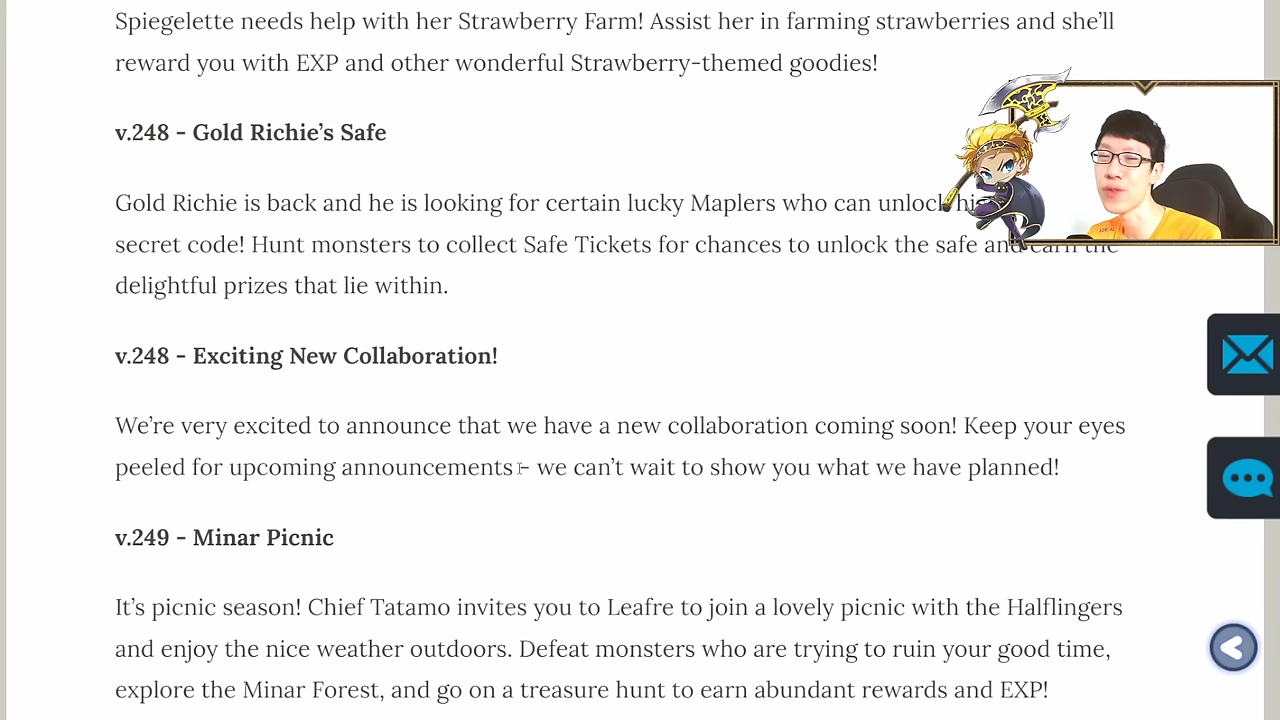 Spiegelette needs help with her Strawberry Farm! Assist her in farming strawberries and she’ll
reward you with EXP and other wonderful Strawberry-themed goodies!
v.248 - Gold Richie’s Safe
Gold Richie is back and he is looking for certain lucky Maplers who can unlock
secret code! Hunt monsters to collect Safe Tickets for chances to unlock the safe and earn the
delightful prizes that lie within.
v.248 - Exciting New Collaboration!
We’re very excited to announce that we have a new collaboration coming soon! Keep your eyes
peeled for upcoming announcements - we can’t wait to show you what we have planned!
v.249 - Minar Picnic
It’s picnic season! Chief Tatamo invites you to Leafre to join a lovely picnic with the Halflingers
and enjoy the nice weather outdoors. Defeat monsters who are trying to ruin your good time,
explore the Minar Forest, and go on a treasure hunt to earn abundant rewards and EXP!